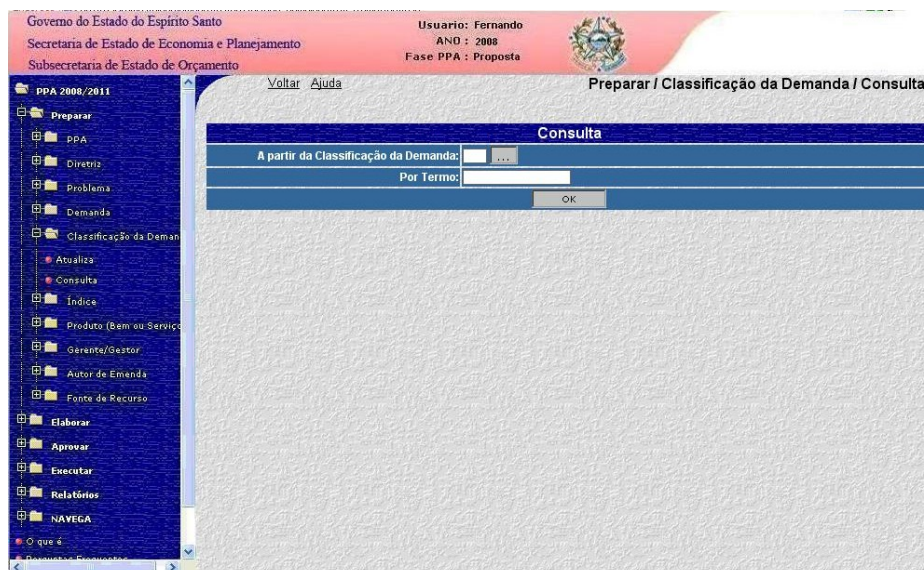 Governo do Estado do Espírito Santo
Secretaria de Estado de Economia e Planejamento
Subsecretaria de Estado de Orçamento
Usuario: Fernando
ANO : 2008
Fase PPA : Proposta
Voltar Ajuda
Preparar / Classificação da Demanda / Consulta
PPA 2008/2011
Preparar
PPA
Diretriz
Problema
Demanda
Classificação da Deman
Atualiza
Consulta
Índice
Produto (Bem ou Serviço
Gerente/Gestor
Autor de Emenda
Fonte de Recurso
Elaborar
Aprovar
Executar
Relatórios
NAVEGA
O que é
Perguntas Frequentes
Consulta
A partir da Classificação da Demanda: ...
Por Termo:
OK